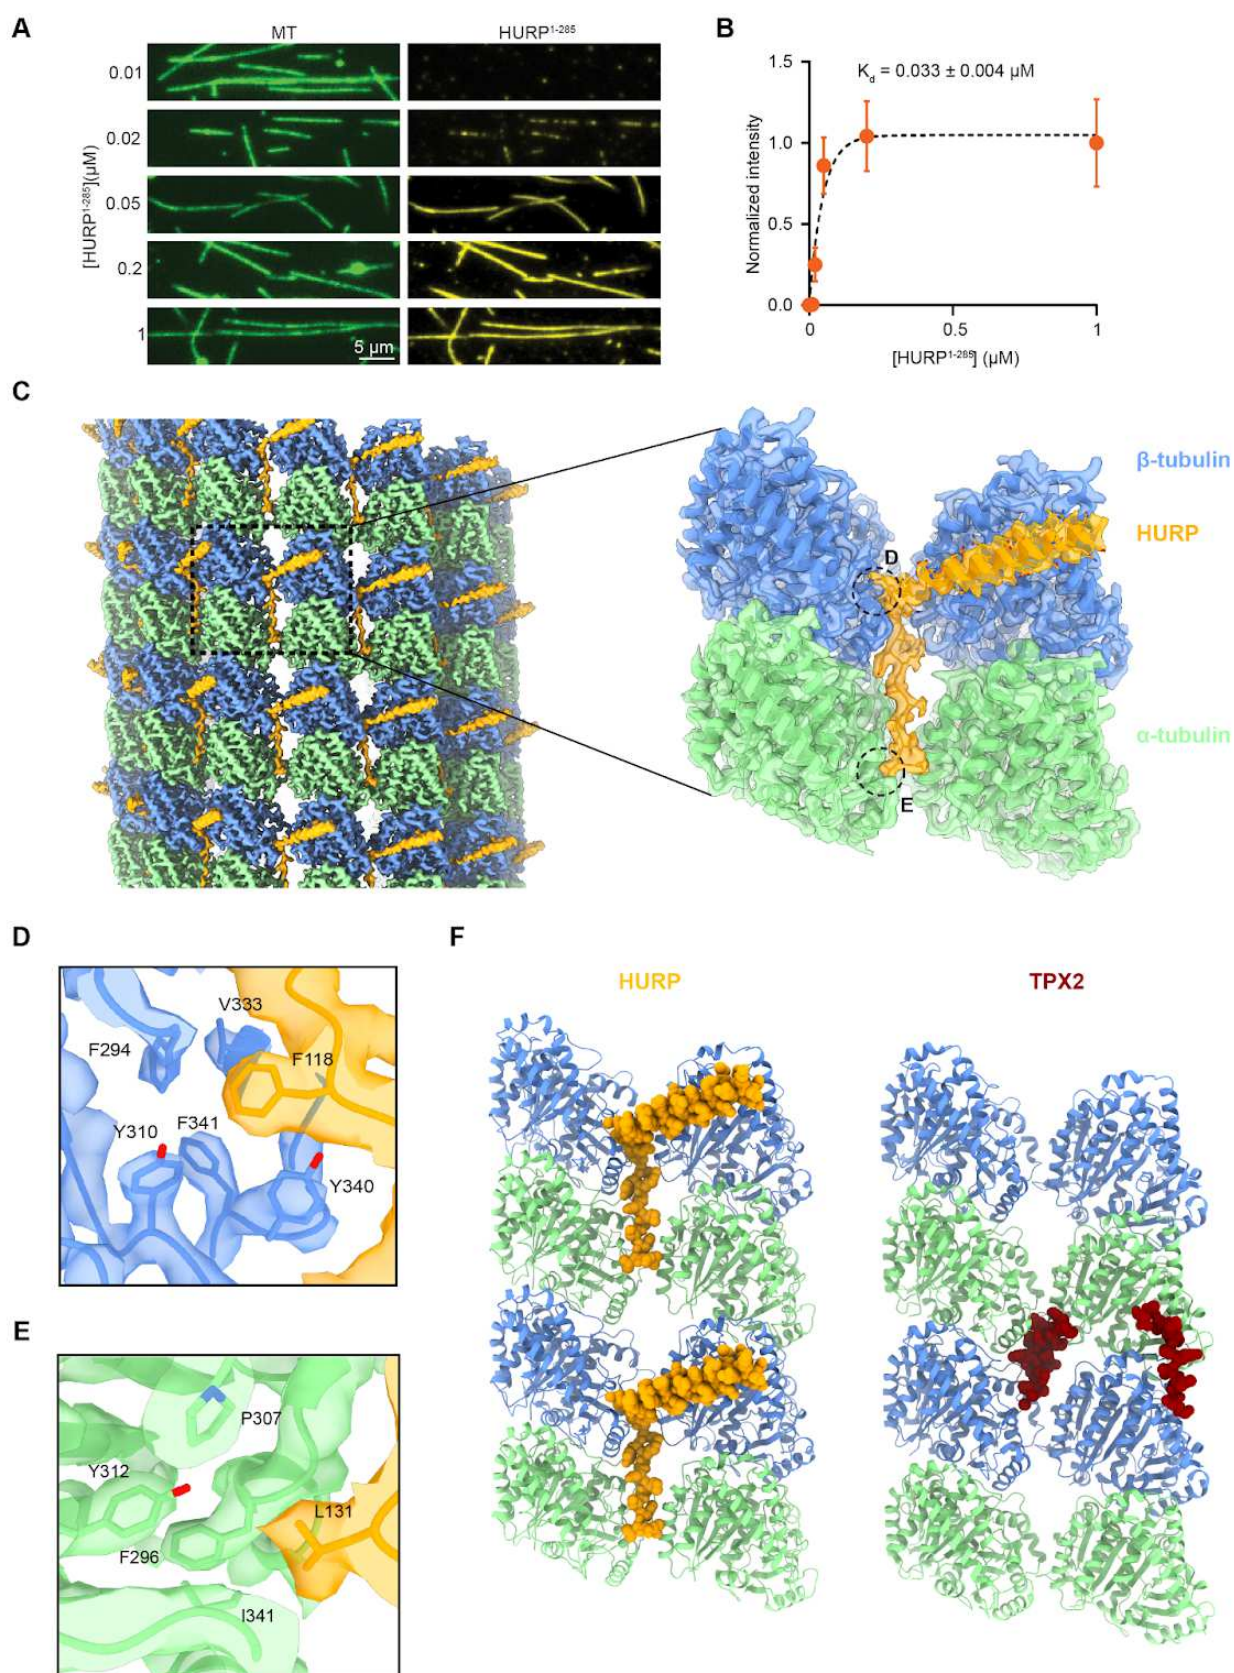 A
MT
HURP¹⁻²⁸⁵
[HURP¹⁻²⁸⁵](µM)
0.01
0.02
0.05
0.2
1
5 µm
B
K_d = 0.033 ± 0.004 µM
Normalized intensity
1.5
1.0
0.5
0.0
0
0.5
1
[HURP¹⁻²⁸⁵] (µM)
C
β-tubulin
HURP
α-tubulin
D
E
D
V333
F294
F118
Y310
F341
Y340
E
P307
Y312
L131
F296
I341
F
HURP
TPX2